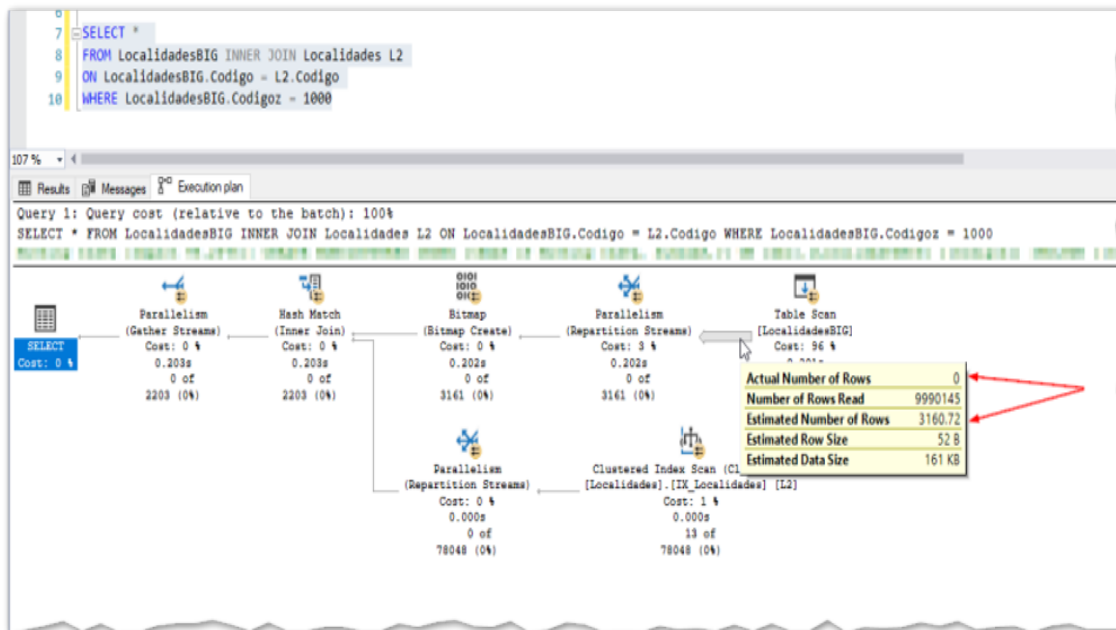 6
7 SELECT *
8 FROM LocalidadesBIG INNER JOIN Localidades L2
9 ON LocalidadesBIG.Codigo = L2.Codigo
10 WHERE LocalidadesBIG.Codigoz = 1000
107 %
Results Messages Execution plan
Query 1: Query cost (relative to the batch): 100%
SELECT * FROM LocalidadesBIG INNER JOIN Localidades L2 ON LocalidadesBIG.Codigo = L2.Codigo WHERE LocalidadesBIG.Codigoz = 1000
SELECT
Cost: 0 %
Parallelism
(Gather Streams)
Cost: 0 %
0.203s
0 of
2203 (0%)
Hash Match
(Inner Join)
Cost: 0 %
0.203s
0 of
2203 (0%)
Bitmap
(Bitmap Create)
Cost: 0 %
0.202s
0 of
3161 (0%)
Parallelism
(Repartition Streams)
Cost: 3 %
0.202s
0 of
3161 (0%)
Table Scan
[LocalidadesBIG]
Cost: 96 %
Actual Number of Rows 0
Number of Rows Read 9990145
Estimated Number of Rows 3160.72
Estimated Row Size 52 B
Estimated Data Size 161 KB
Parallelism
(Repartition Streams)
Cost: 0 %
0.000s
0 of
78048 (0%)
Clustered Index Scan (Cl
[Localidades].[IX_Localidades] [L2]
Cost: 1 %
0.000s
13 of
78048 (0%)